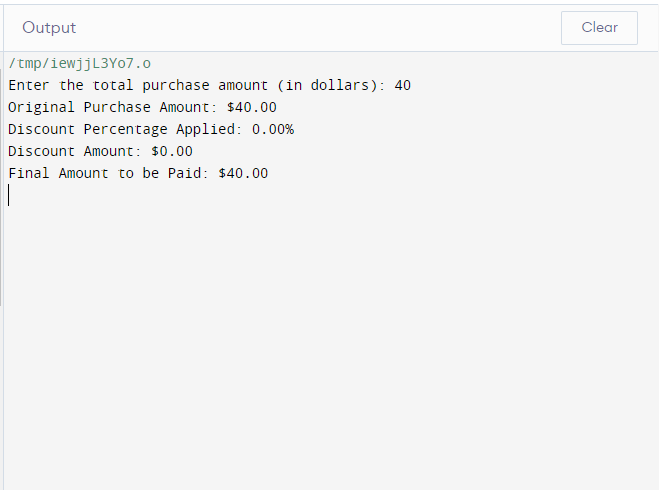 Output
Clear
/tmp/iewjjL3Yo7.o
Enter the total purchase amount (in dollars): 40
Original Purchase Amount: $40.00
Discount Percentage Applied: 0.00%
Discount Amount: $0.00
Final Amount to be Paid: $40.00